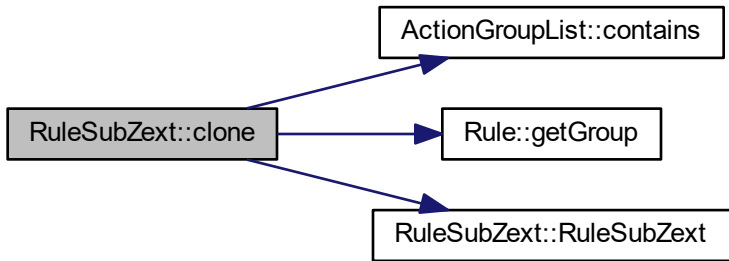 ActionGroupList::contains
RuleSubZext::clone
Rule::getGroup
RuleSubZext::RuleSubZext